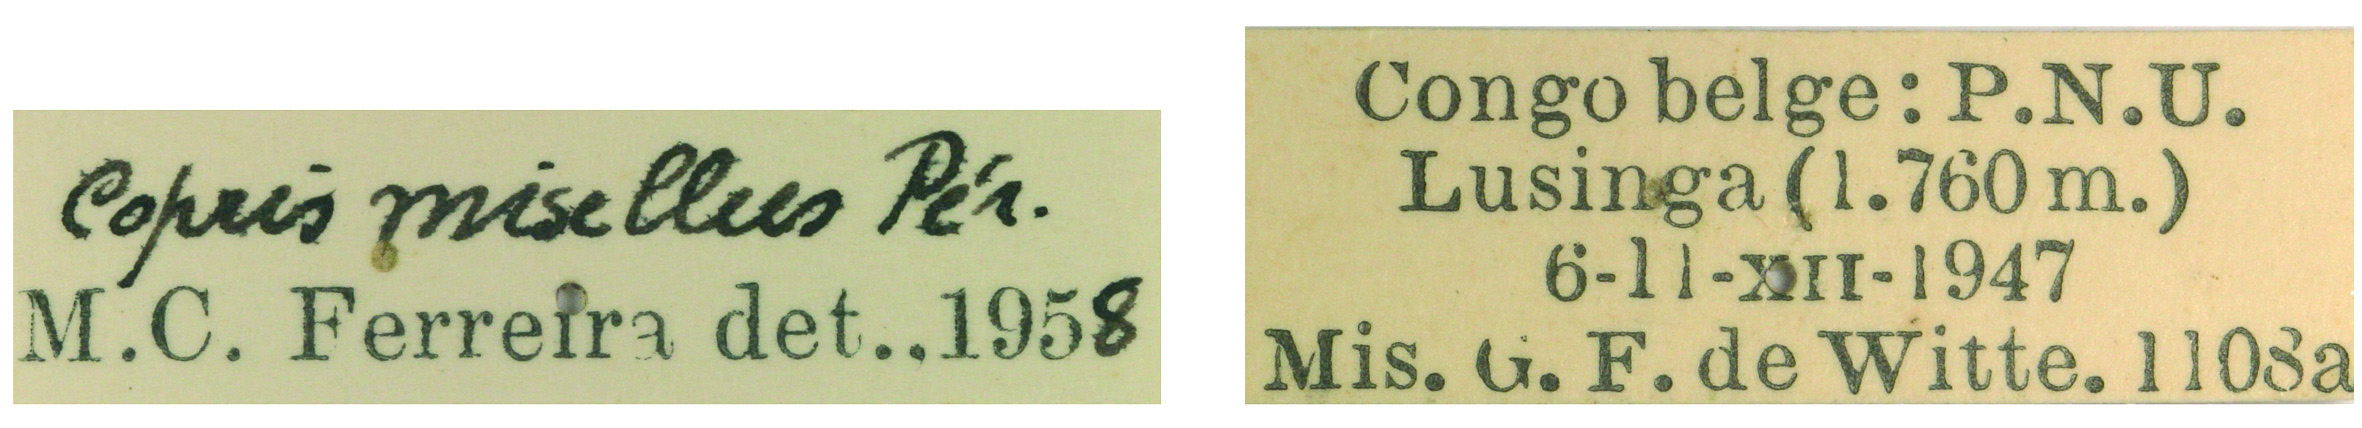 Copris misellus Pér.
M.C. Ferreira det..1958
Congo belge: P.N.U.
Lusinga (1.760 m.)
6-11-XII-1947
Mis. G. F. de Witte. 1108a